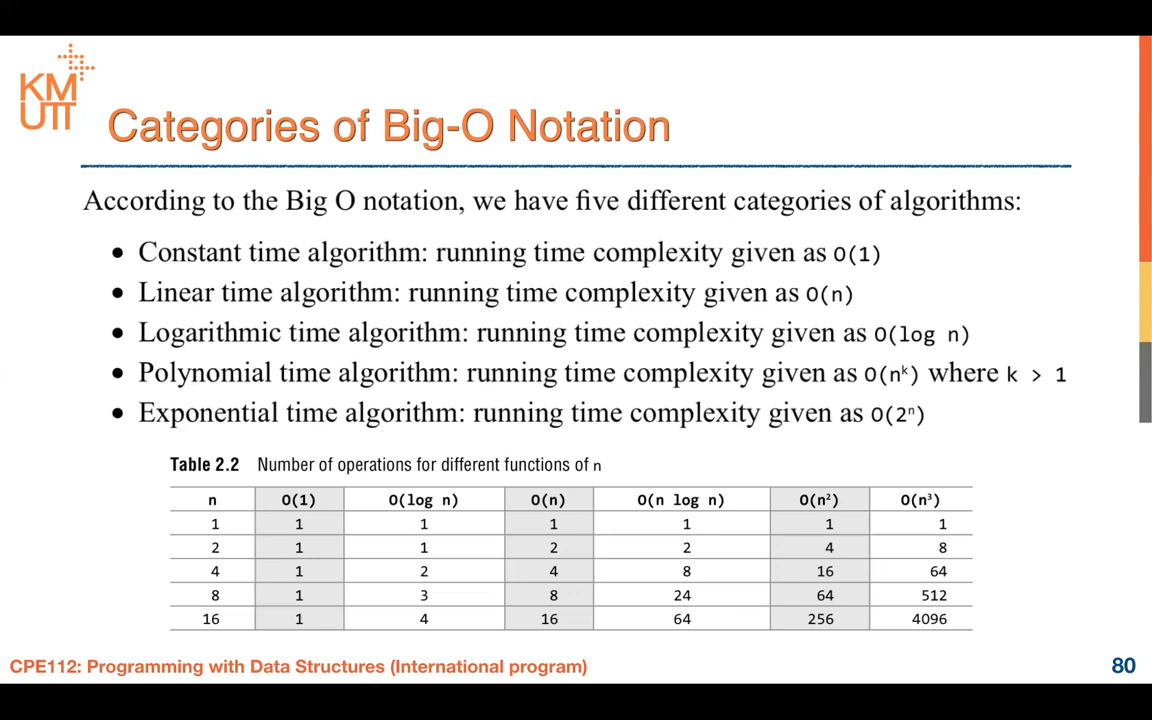 KM
UTT
Categories of Big-O Notation
According to the Big O notation, we have five different categories of algorithms:
• Constant time algorithm: running time complexity given as O(1)
• Linear time algorithm: running time complexity given as O(n)
• Logarithmic time algorithm: running time complexity given as O(log n)
• Polynomial time algorithm: running time complexity given as O(nᵏ) where k > 1
• Exponential time algorithm: running time complexity given as O(2ⁿ)
Table 2.2 Number of operations for different functions of n
n O(1) O(log n) O(n) O(n log n) O(n²) O(n³)
1 1 1 1 1 1 1
2 1 1 2 2 4 8
4 1 2 4 8 16 64
8 1 3 8 24 64 512
16 1 4 16 64 256 4096
CPE112: Programming with Data Structures (International program) 80